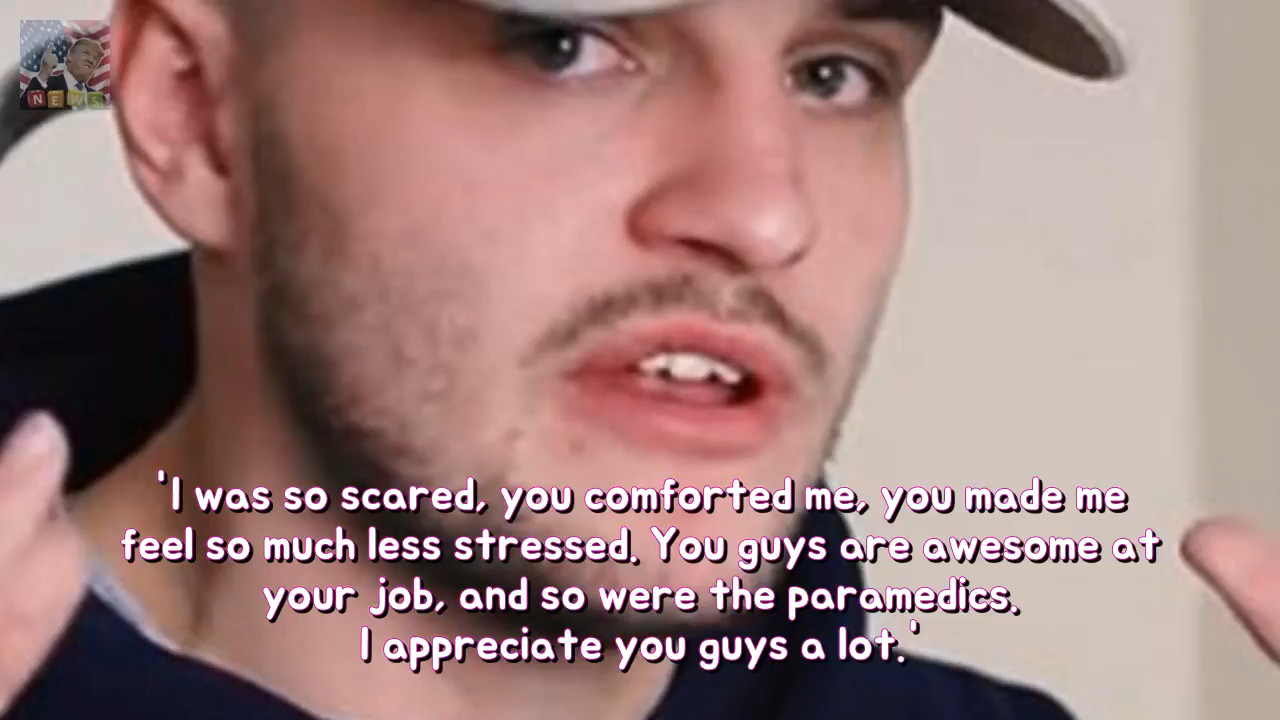 NEWS
'I was so scared, you comforted me, you made me
feel so much less stressed. You guys are awesome at
your job, and so were the paramedics.
I appreciate you guys a lot.'